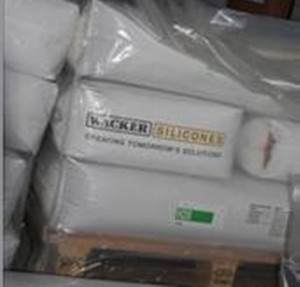 WACKER SILICONES
CREATING TOMORROW'S SOLUTIONS